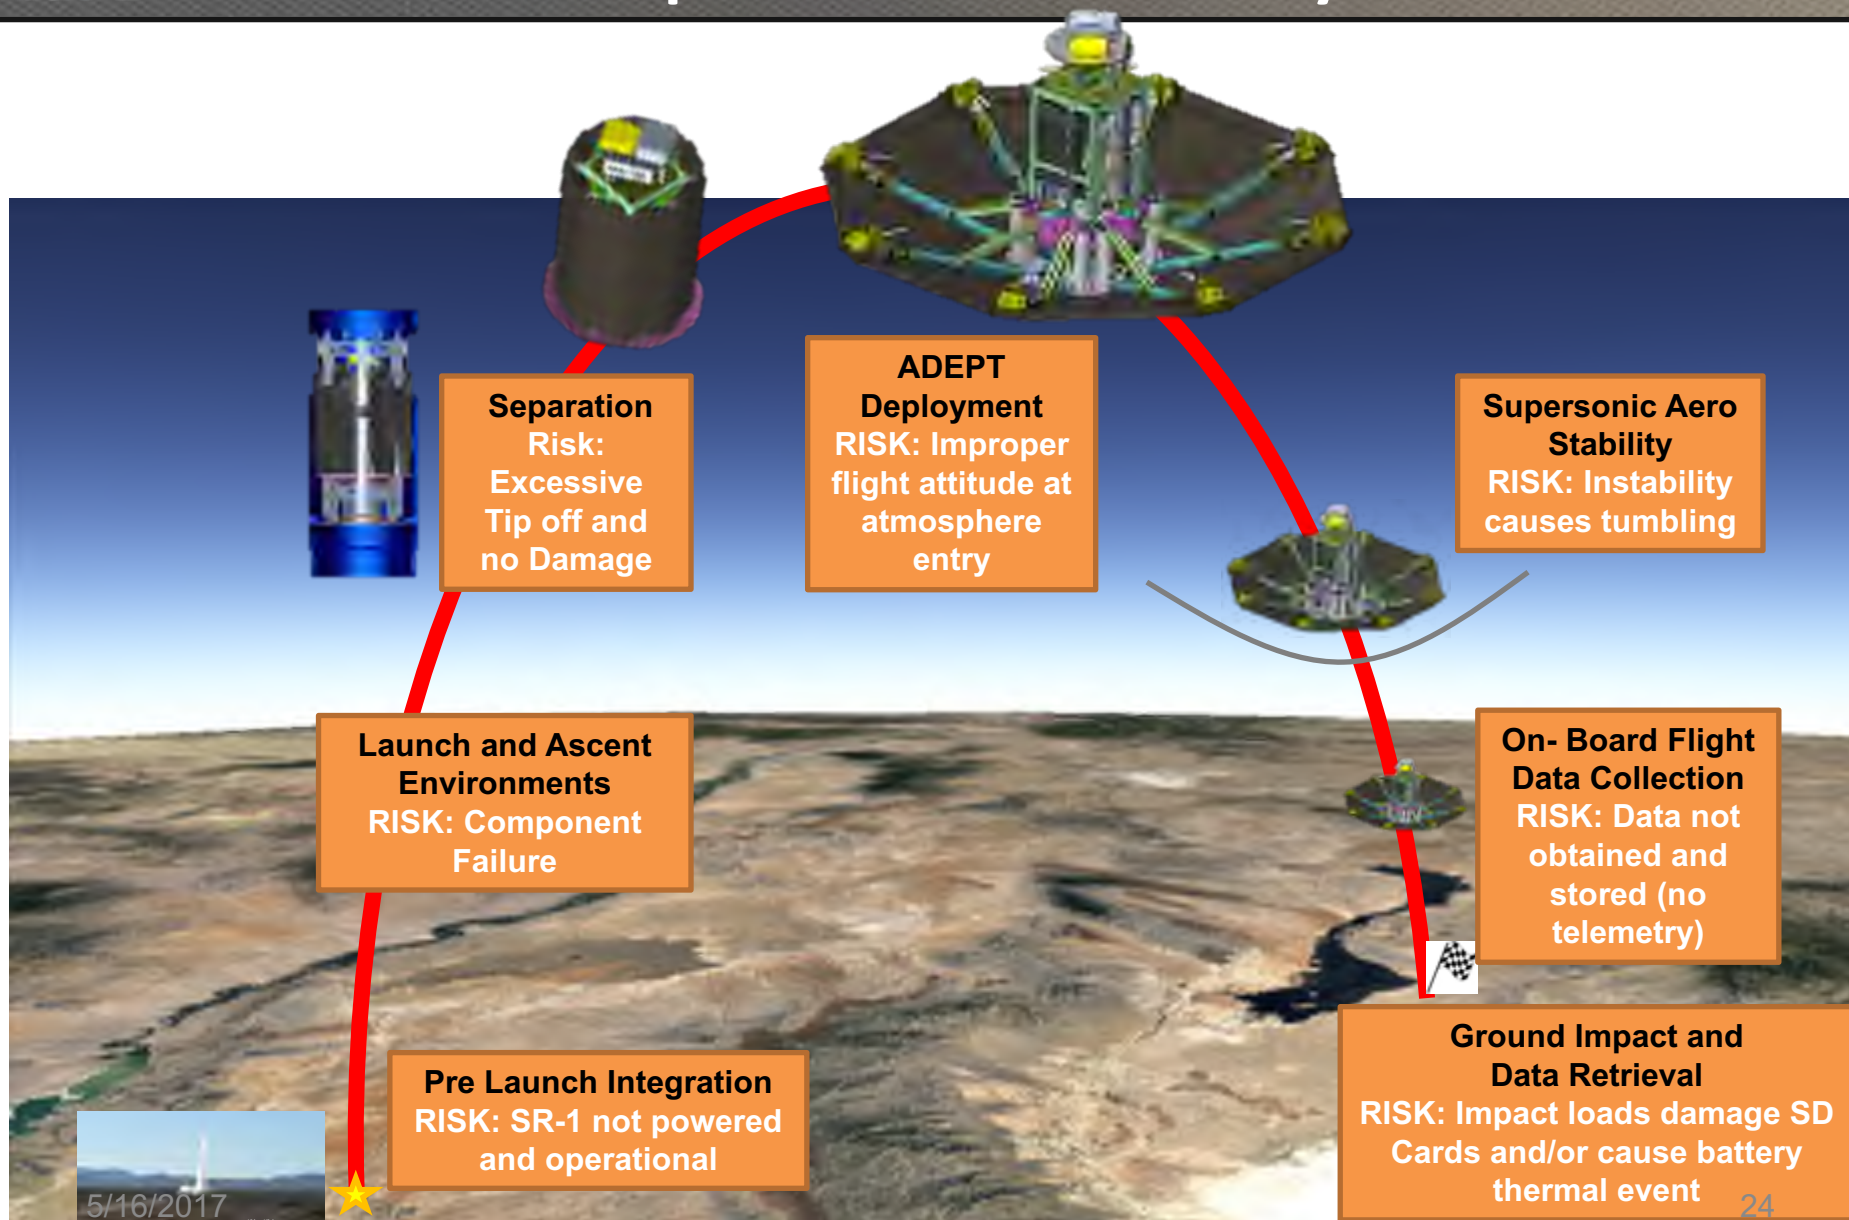 Separation
Risk:
Excessive
Tip off and
no Damage
ADEPT
Deployment
RISK: Improper
flight attitude at
atmosphere
entry
Supersonic Aero
Stability
RISK: Instability
causes tumbling
Launch and Ascent
Environments
RISK: Component
Failure
On- Board Flight
Data Collection
RISK: Data not
obtained and
stored (no
telemetry)
Pre Launch Integration
RISK: SR-1 not powered
and operational
Ground Impact and
Data Retrieval
RISK: Impact loads damage SD
Cards and/or cause battery
thermal event
5/16/2017
24